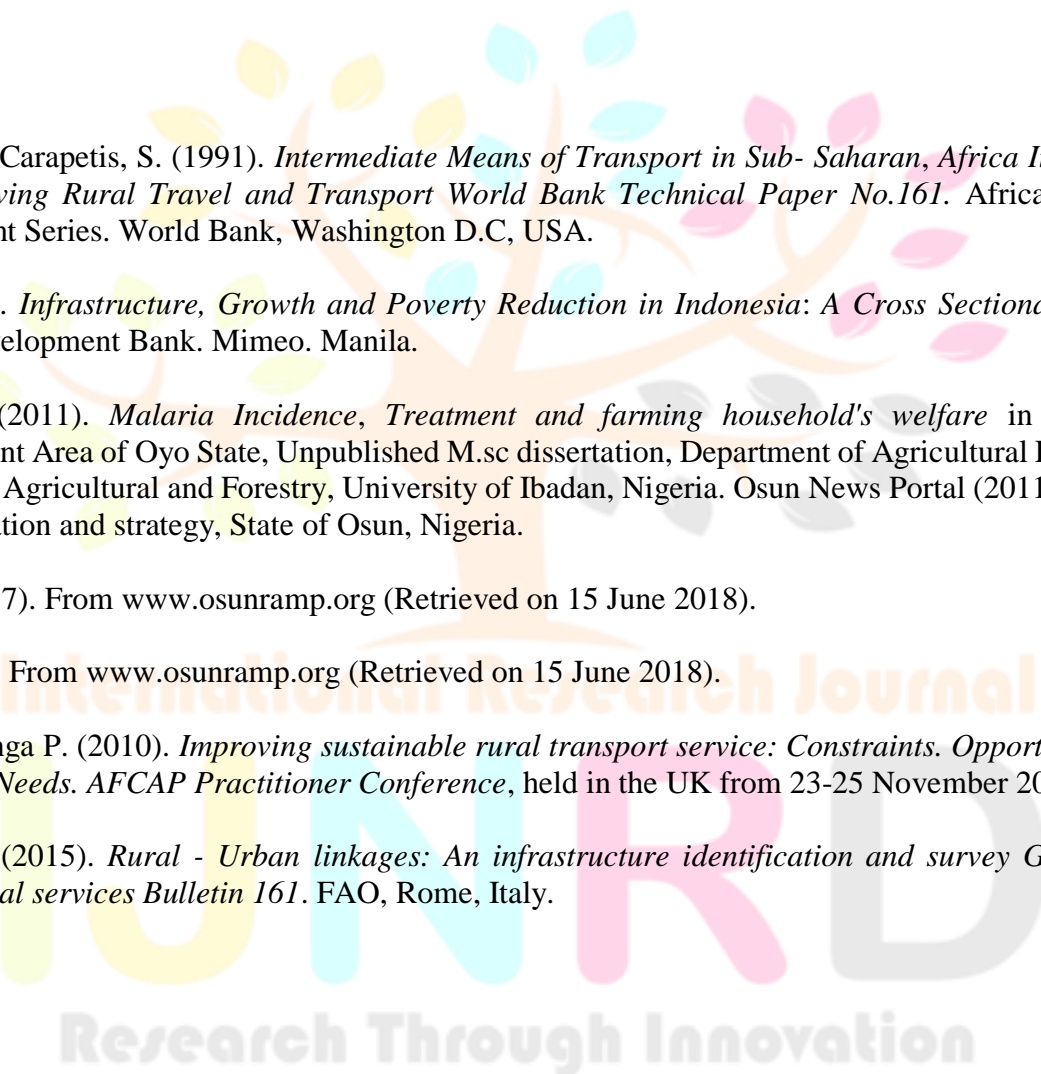 Carapetis, S. (1991). Intermediate Means of Transport in Sub- Saharan, Africa
ving Rural Travel and Transport World Bank Technical Paper No.161. Africa
nt Series. World Bank, Washington D.C, USA.
. Infrastructure, Growth and Poverty Reduction in Indonesia: A Cross
elopment Bank. Mimeo. Manila.
(2011). Malaria Incidence, Treatment and farming household's welfare in
nt Area of Oyo State, Unpublished M.sc dissertation, Department of Agricultural
Agricultural and Forestry, University of Ibadan, Nigeria. Osun News Portal (2011
tion and strategy, State of Osun, Nigeria.
7). From www.osunramp.org (Retrieved on 15 June 2018).
From www.osunramp.org (Retrieved on 15 June 2018).
International Research Journal
nga P. (2010). Improving sustainable rural transport service: Constraints.
Needs. AFCAP Practitioner Conference, held in the UK from 23-25 November
(2015). Rural - Urban linkages: An infrastructure identification and survey
al services Bulletin 161. FAO, Rome, Italy.
IJNRD
Research Through Innovation